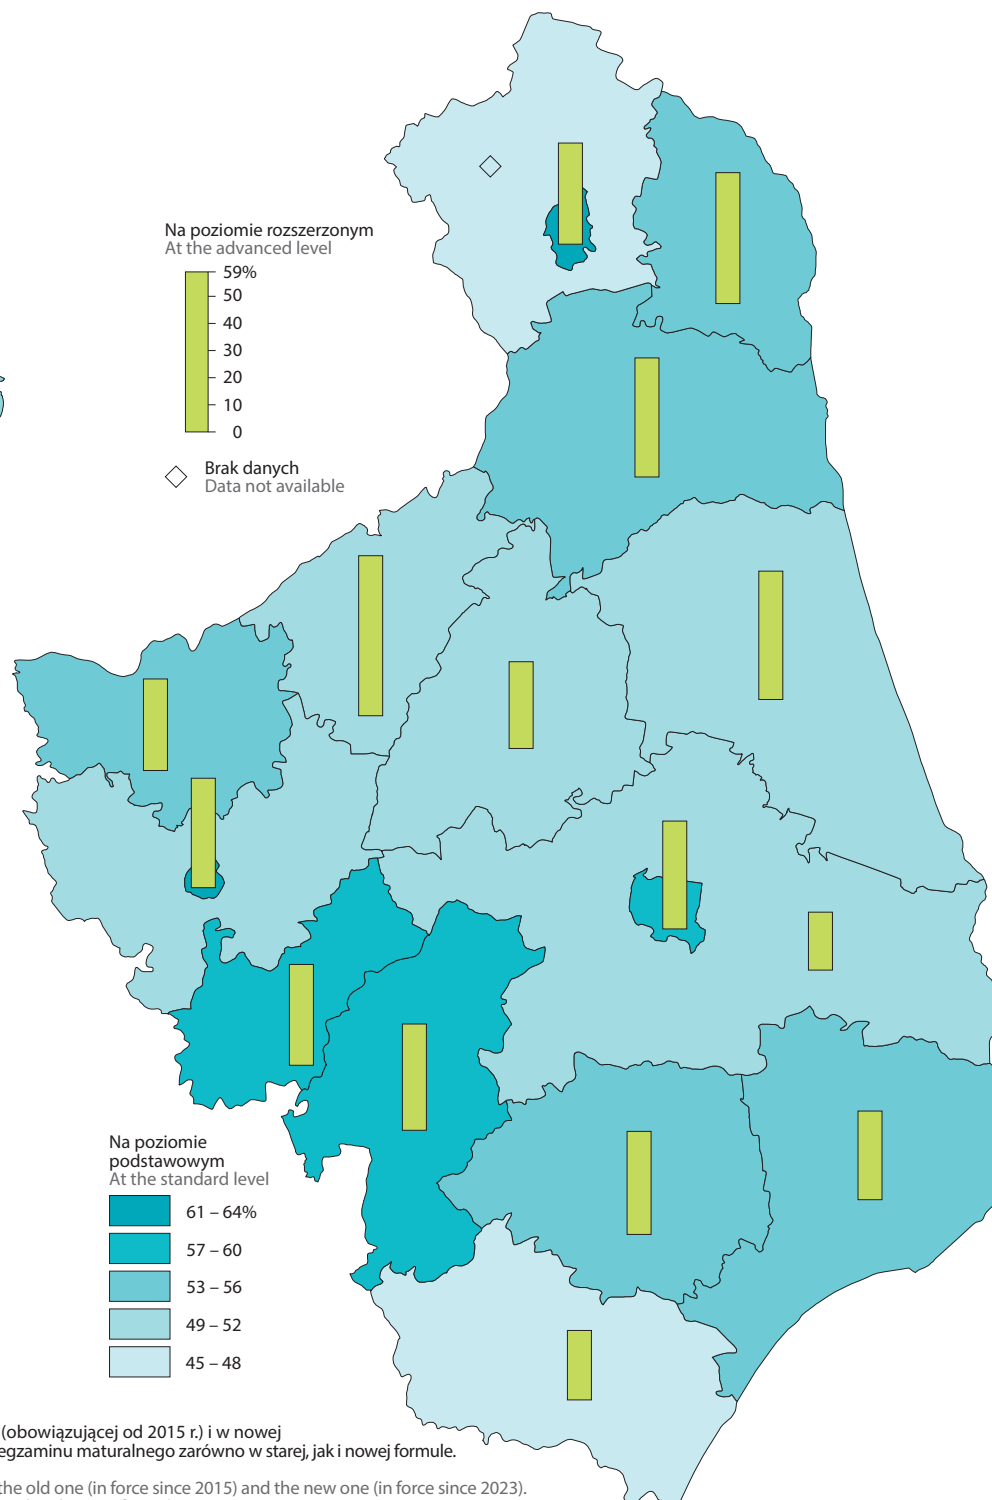 Na poziomie rozszerzonym
At the advanced level
59%
50
40
30
20
10
0
Brak danych
Data not available
Na poziomie
podstawowym
At the standard level
61 – 64%
57 – 60
53 – 56
49 – 52
45 – 48
(obowiązującej od 2015 r.) i w nowej
egzaminu maturalnego zarówno w starej, jak i nowej formule.
the old one (in force since 2015) and the new one (in force since 2023).